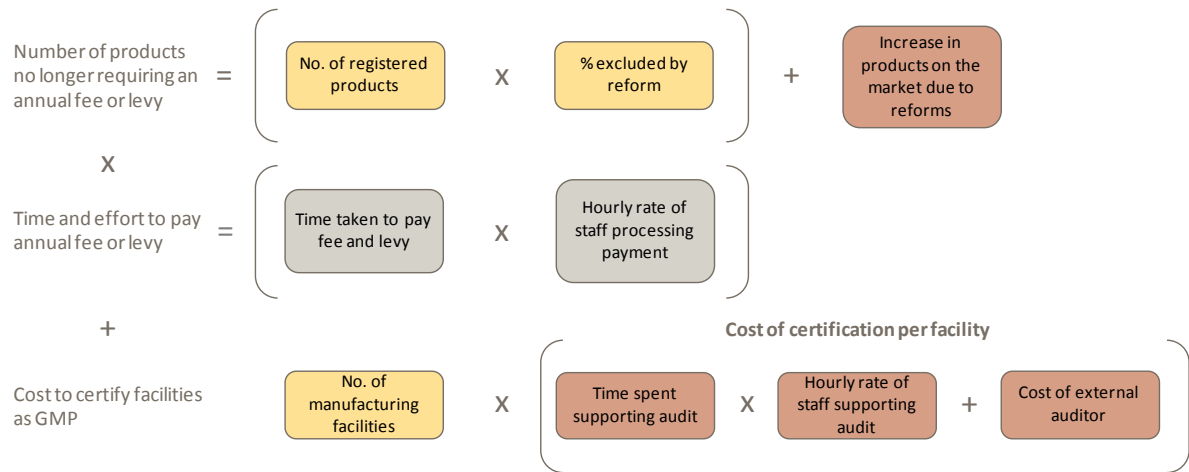 Number of products
no longer requiring an
annual fee or levy
=
No. of registered
products
x
% excluded by
reform
+
Increase in
products on the
market due to
reforms
x
Time and effort to pay
annual fee or levy
=
Time taken to pay
fee and levy
x
Hourly rate of
staff processing
payment
+
Cost of certification per facility
Cost to certify facilities
as GMP
No. of
manufacturing
facilities
x
Time spent
supporting audit
x
Hourly rate of
staff supporting
audit
+
Cost of external
auditor